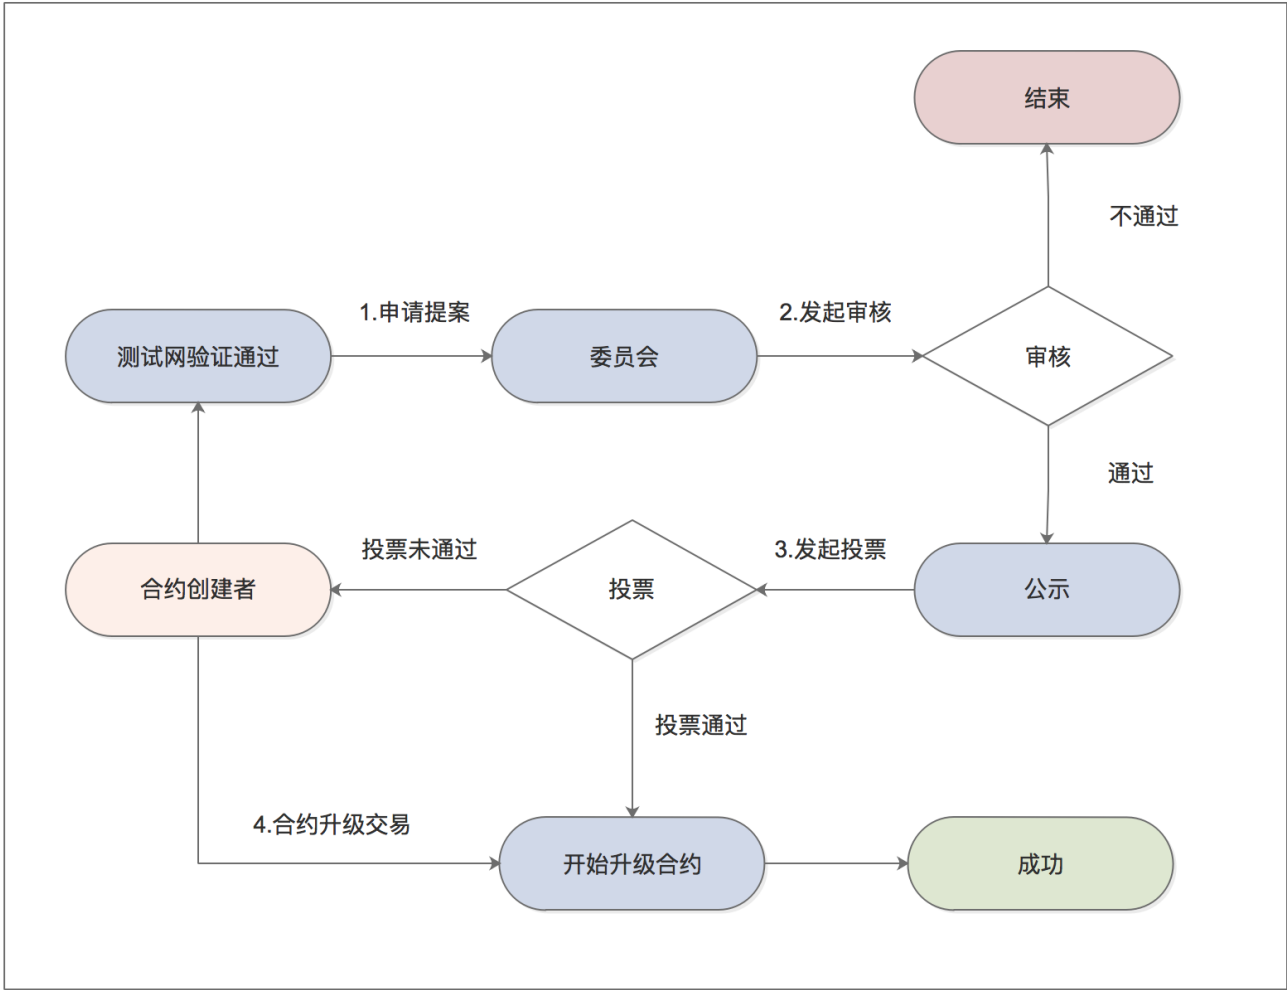 结束
不通过
1.申请提案
2.发起审核
测试网验证通过
委员会
审核
通过
投票未通过
3.发起投票
合约创建者
投票
公示
投票通过
4.合约升级交易
开始升级合约
成功